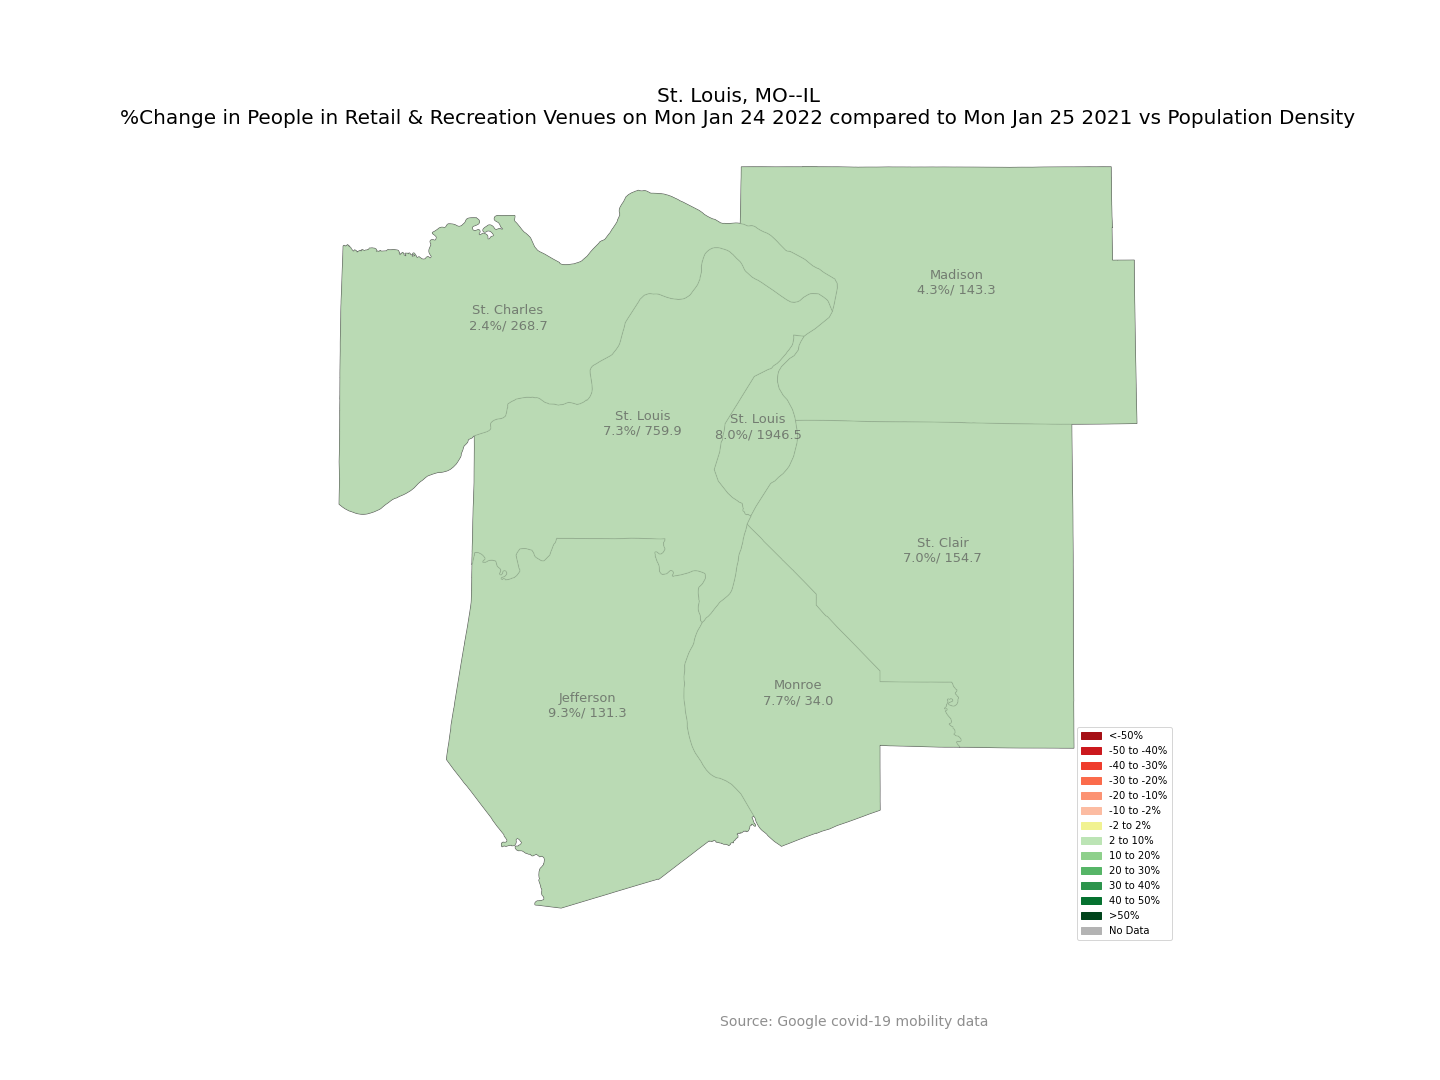 St. Louis, MO--IL
%Change in People in Retail & Recreation Venues on Mon Jan 24 2022 compared to Mon Jan 25 2021 vs Population Density
Madison
4.3%/ 143.3
St. Charles
2.4%/ 268.7
St. Louis
7.3%/ 759.9
St. Louis
8.0%/ 1946.5
St. Clair
7.0%/ 154.7
Monroe
7.7%/ 34.0
Jefferson
9.3%/ 131.3
<-50%
-50 to -40%
-40 to -30%
-30 to -20%
-20 to -10%
-10 to -2%
-2 to 2%
2 to 10%
10 to 20%
20 to 30%
30 to 40%
40 to 50%
>50%
No Data
Source: Google covid-19 mobility data